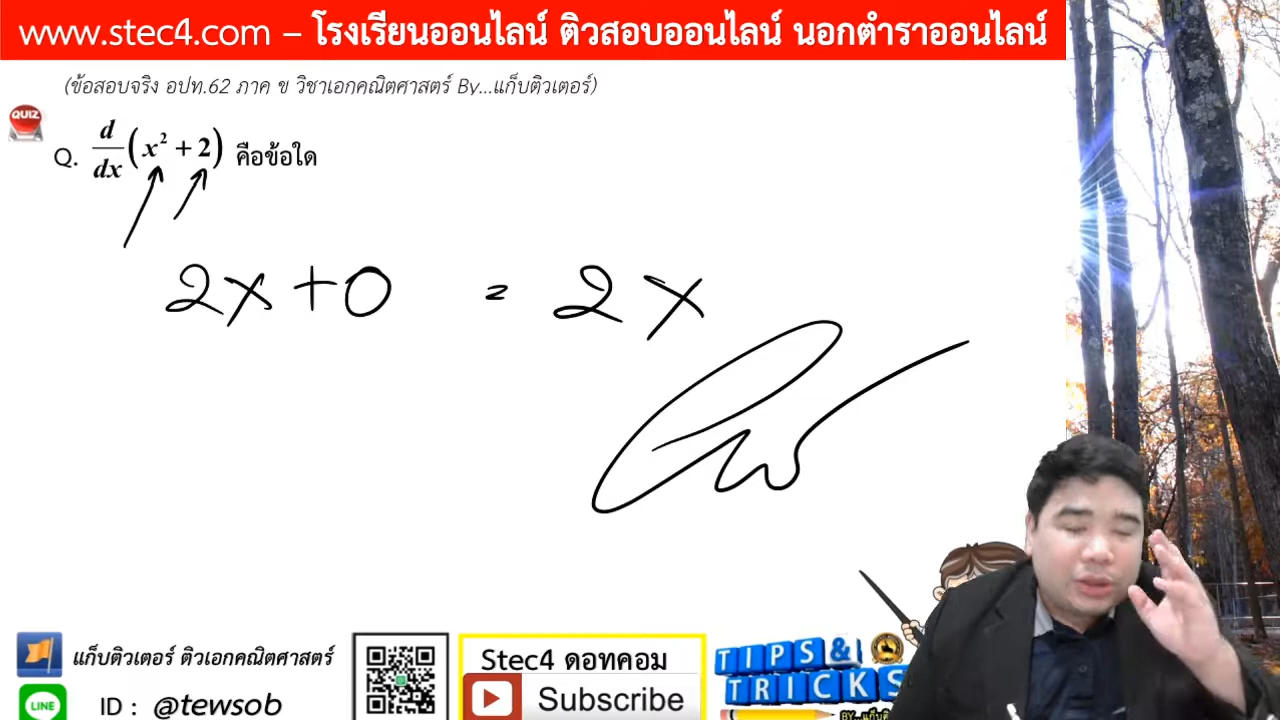 www.stec4.com – โรงเรียนออนไลน์ ติวสอบออนไลน์ นอกตำราออนไลน์
(ข้อสอบจริง อปท.62 ภาค ข วิชาเอกคณิตศาสตร์ By...แก็บติวเตอร์)
QUIZ
Q. d/dx (x² + 2) คือข้อใด
2x + 0 = 2x
แก็บติวเตอร์ ติวเอกคณิตศาสตร์
LINE ID : @tewsob
Stec4 ดอทคอม
Subscribe
TIPS &
TRICKS